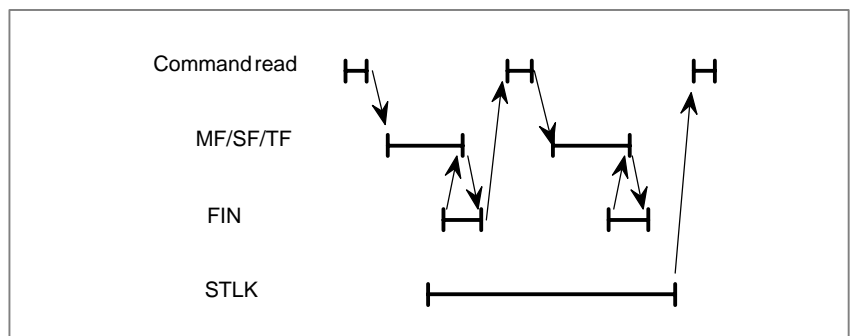 Command read
MF/SF/TF
FIN
STLK